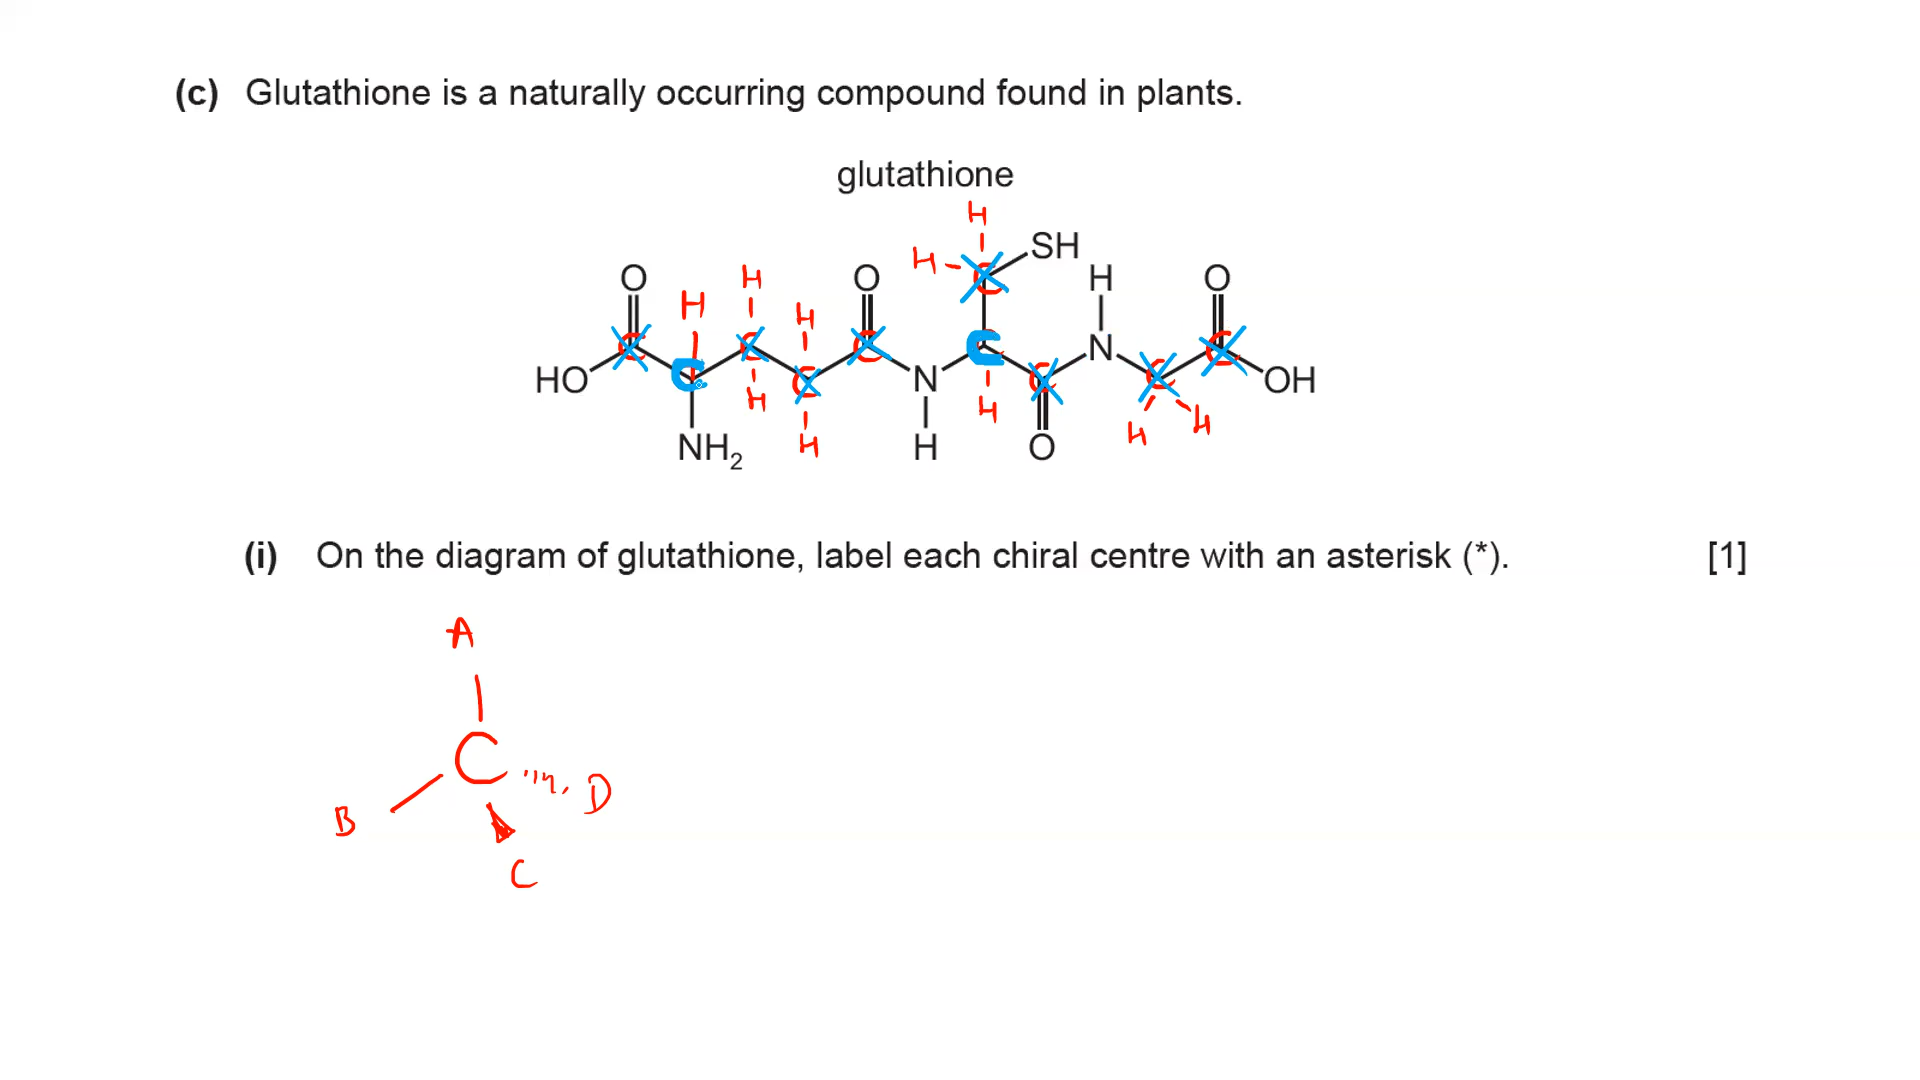 (c) Glutathione is a naturally occurring compound found in plants.
glutathione
H
H SH
O H H H O H O
H
C C C C C C C C C C
HO N N OH
H H H H H
NH₂ H H O
(i) On the diagram of glutathione, label each chiral centre with an asterisk (*). [1]
A
C
B D
C